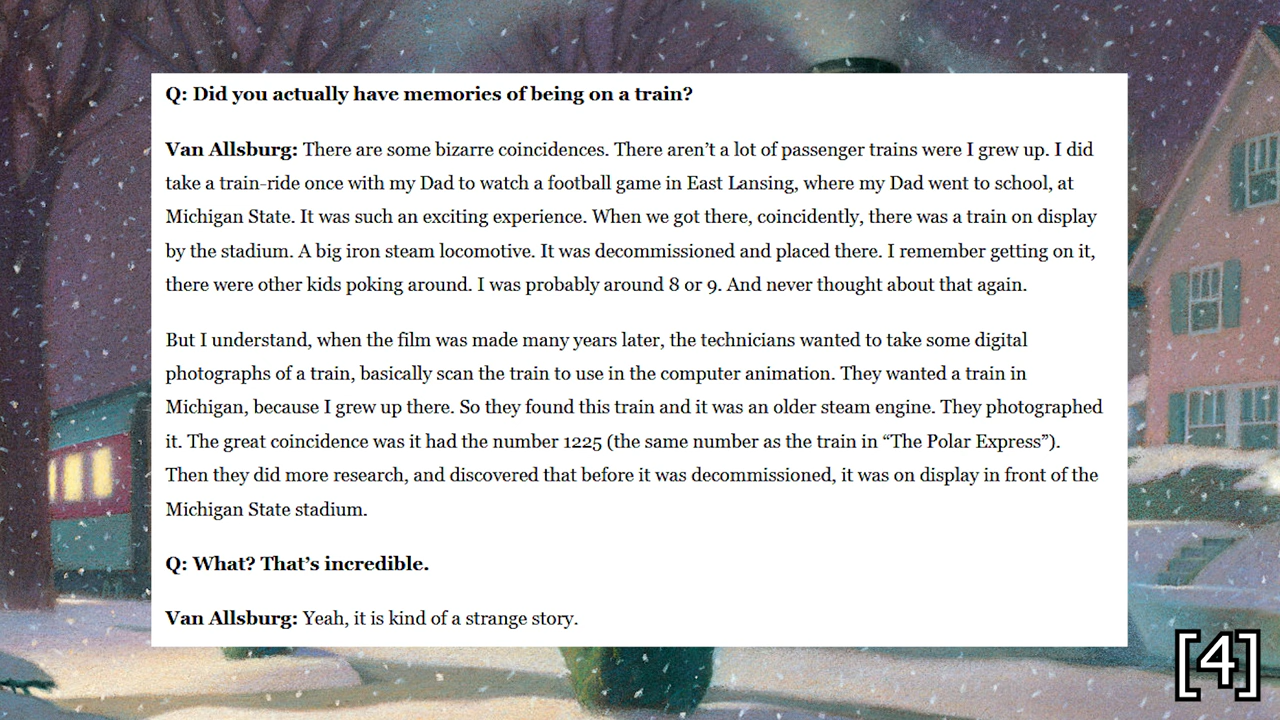 Q: Did you actually have memories of being on a train?
Van Allsburg: There are some bizarre coincidences. There aren’t a lot of passenger trains were I grew up. I did
take a train-ride once with my Dad to watch a football game in East Lansing, where my Dad went to school, at
Michigan State. It was such an exciting experience. When we got there, coincidently, there was a train on display
by the stadium. A big iron steam locomotive. It was decommissioned and placed there. I remember getting on it,
there were other kids poking around. I was probably around 8 or 9. And never thought about that again.
But I understand, when the film was made many years later, the technicians wanted to take some digital
photographs of a train, basically scan the train to use in the computer animation. They wanted a train in
Michigan, because I grew up there. So they found this train and it was an older steam engine. They photographed
it. The great coincidence was it had the number 1225 (the same number as the train in “The Polar Express”).
Then they did more research, and discovered that before it was decommissioned, it was on display in front of the
Michigan State stadium.
Q: What? That’s incredible.
Van Allsburg: Yeah, it is kind of a strange story.
[4]